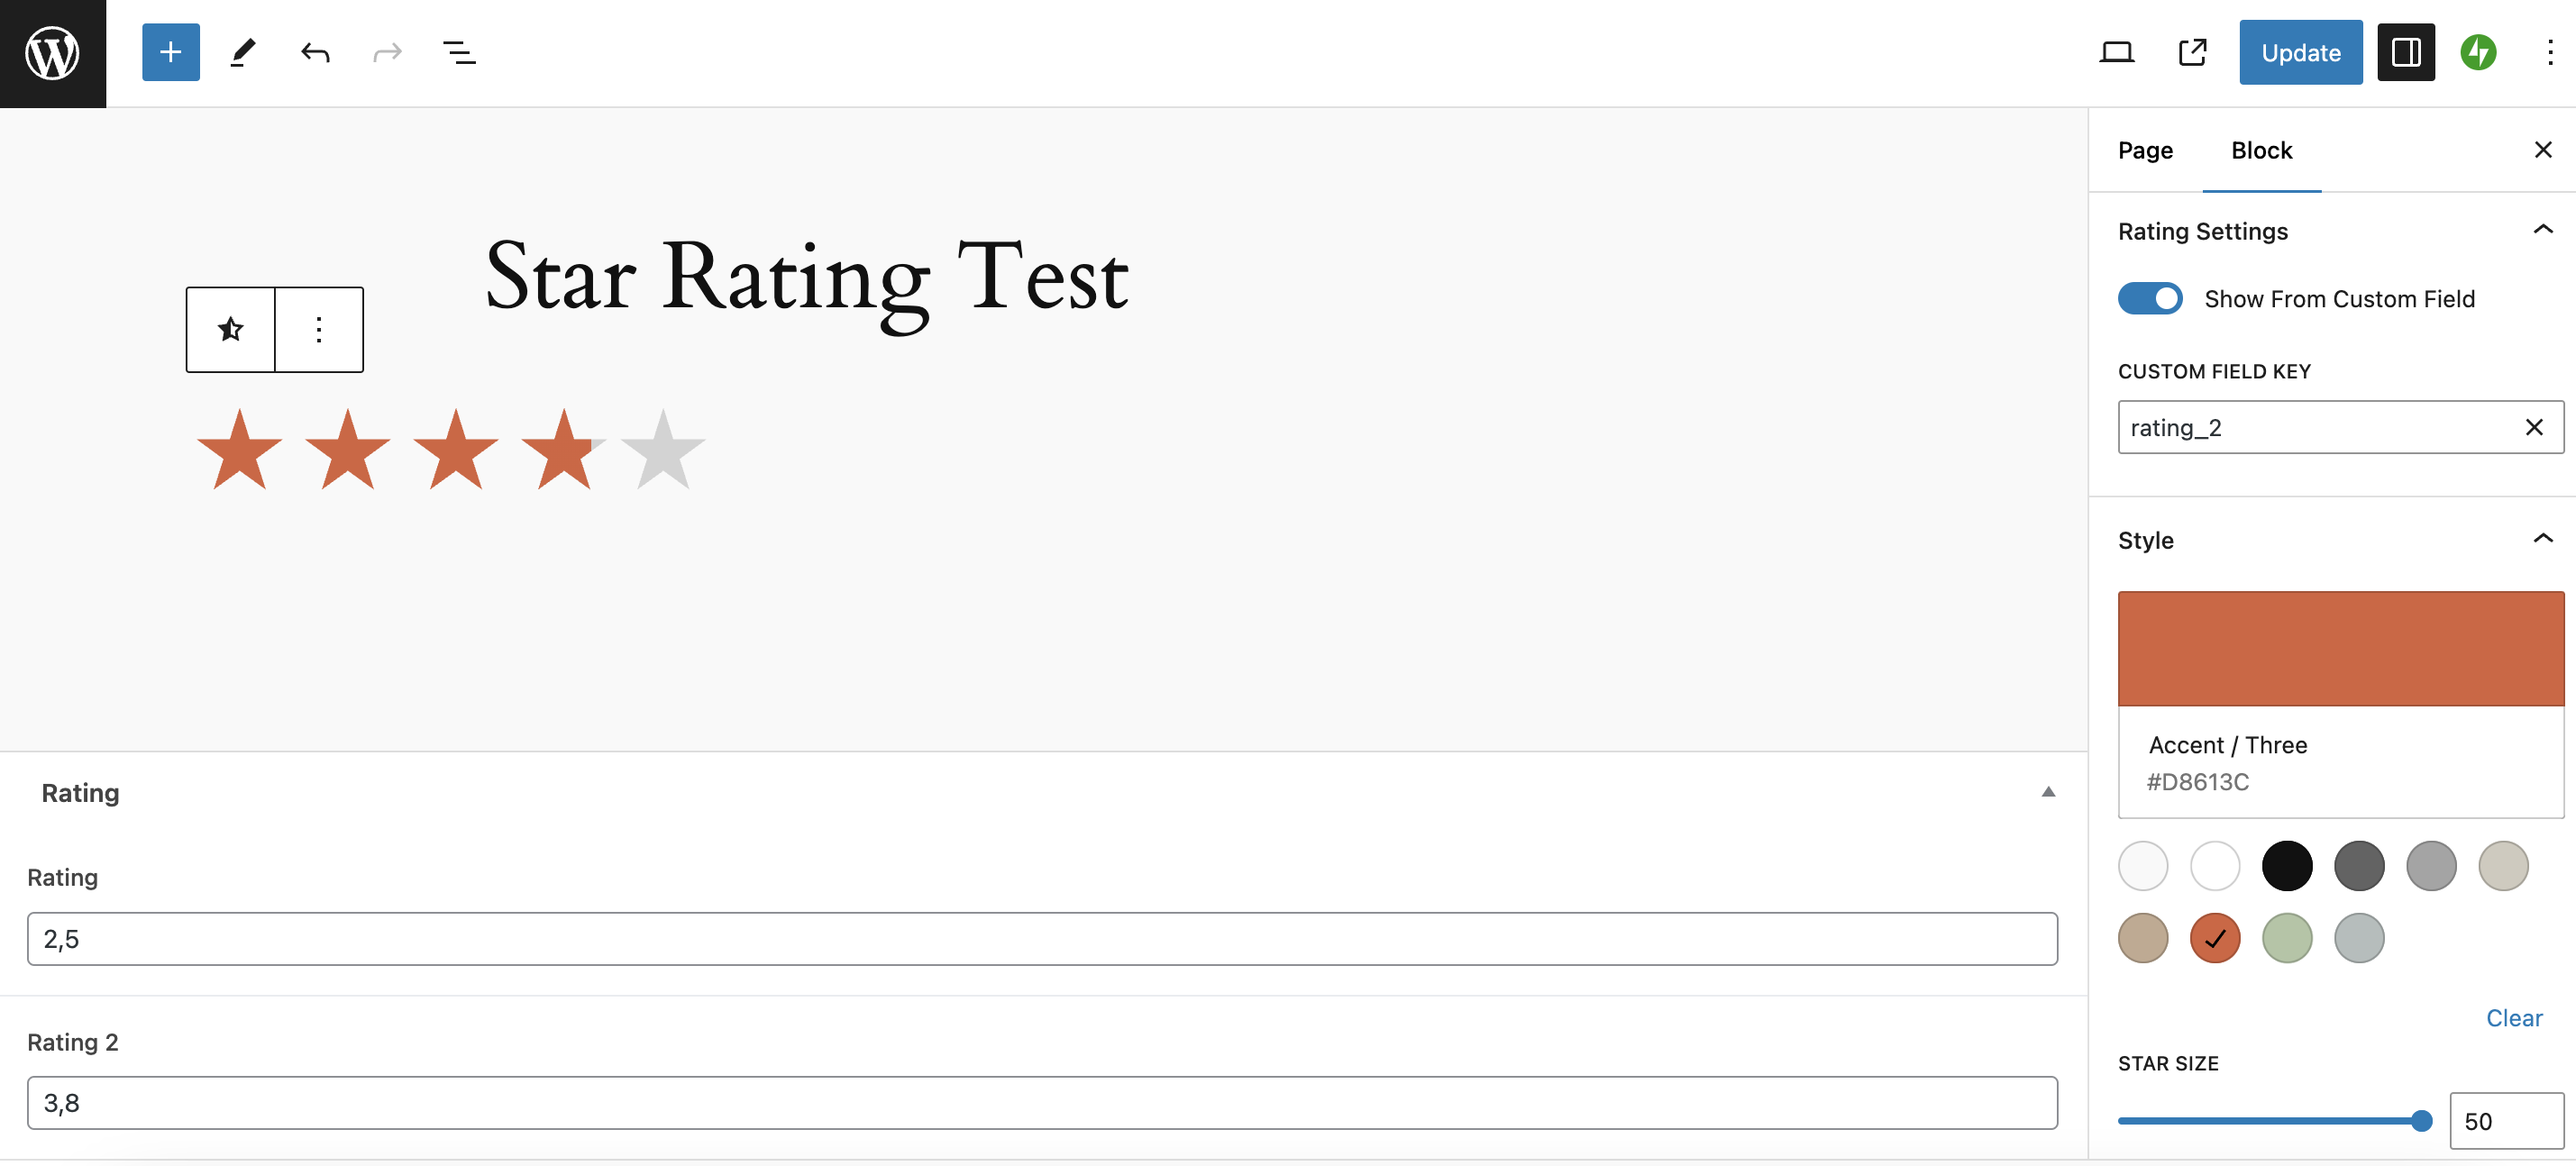 Update
Page
Block
Star Rating Test
Rating Settings
Show From Custom Field
CUSTOM FIELD KEY
rating_2
Style
Accent / Three
#D8613C
Clear
STAR SIZE
50
Rating
Rating
2,5
Rating 2
3,8